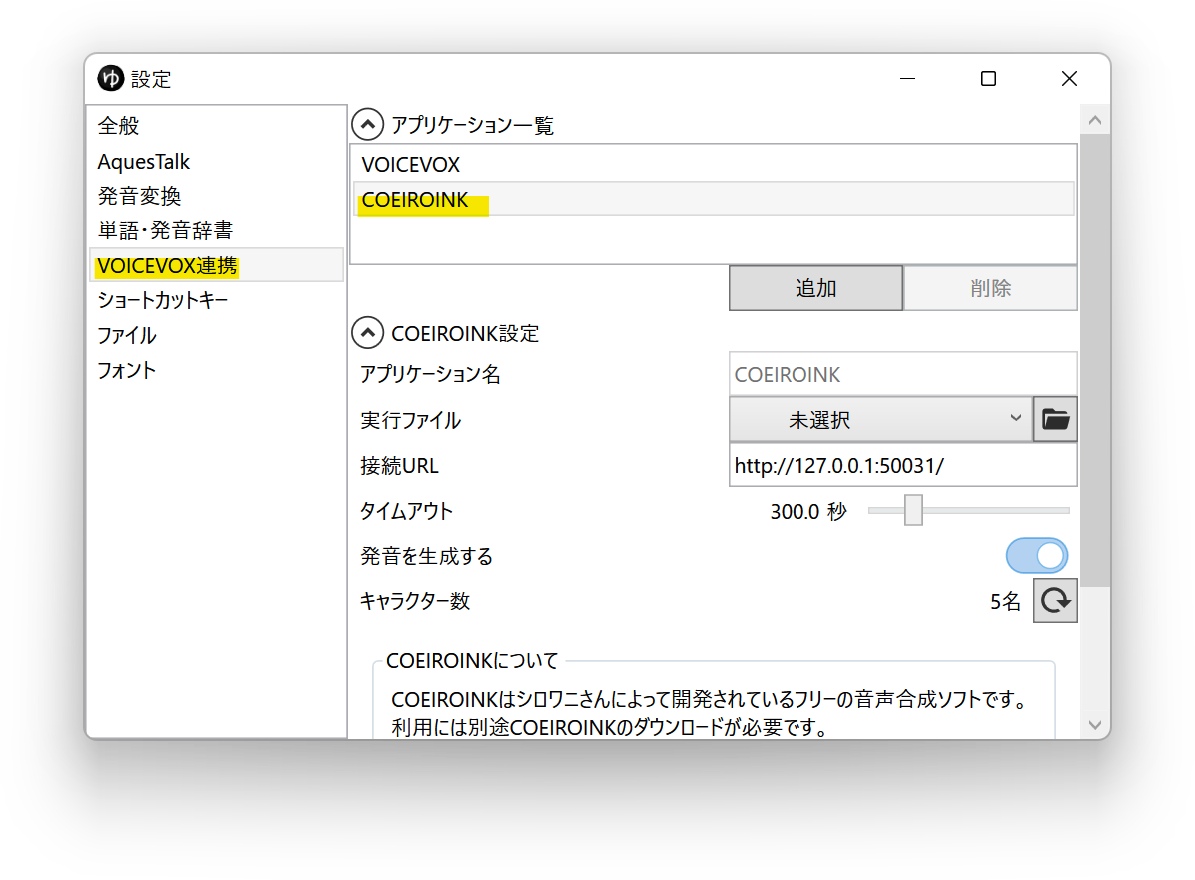 ゆ 設定
全般
AquesTalk
発音変換
単語・発音辞書
VOICEVOX連携
ショートカットキー
ファイル
フォント
アプリケーション一覧
VOICEVOX
COEIROINK
追加 削除
COEIROINK設定
アプリケーション名 COEIROINK
実行ファイル 未選択
接続URL http://127.0.0.1:50031/
タイムアウト 300.0 秒
発音を生成する
キャラクター数 5名
COEIROINKについて
COEIROINKはシロワニさんによって開発されているフリーの音声合成ソフトです。
利用には別途COEIROINKのダウンロードが必要です。